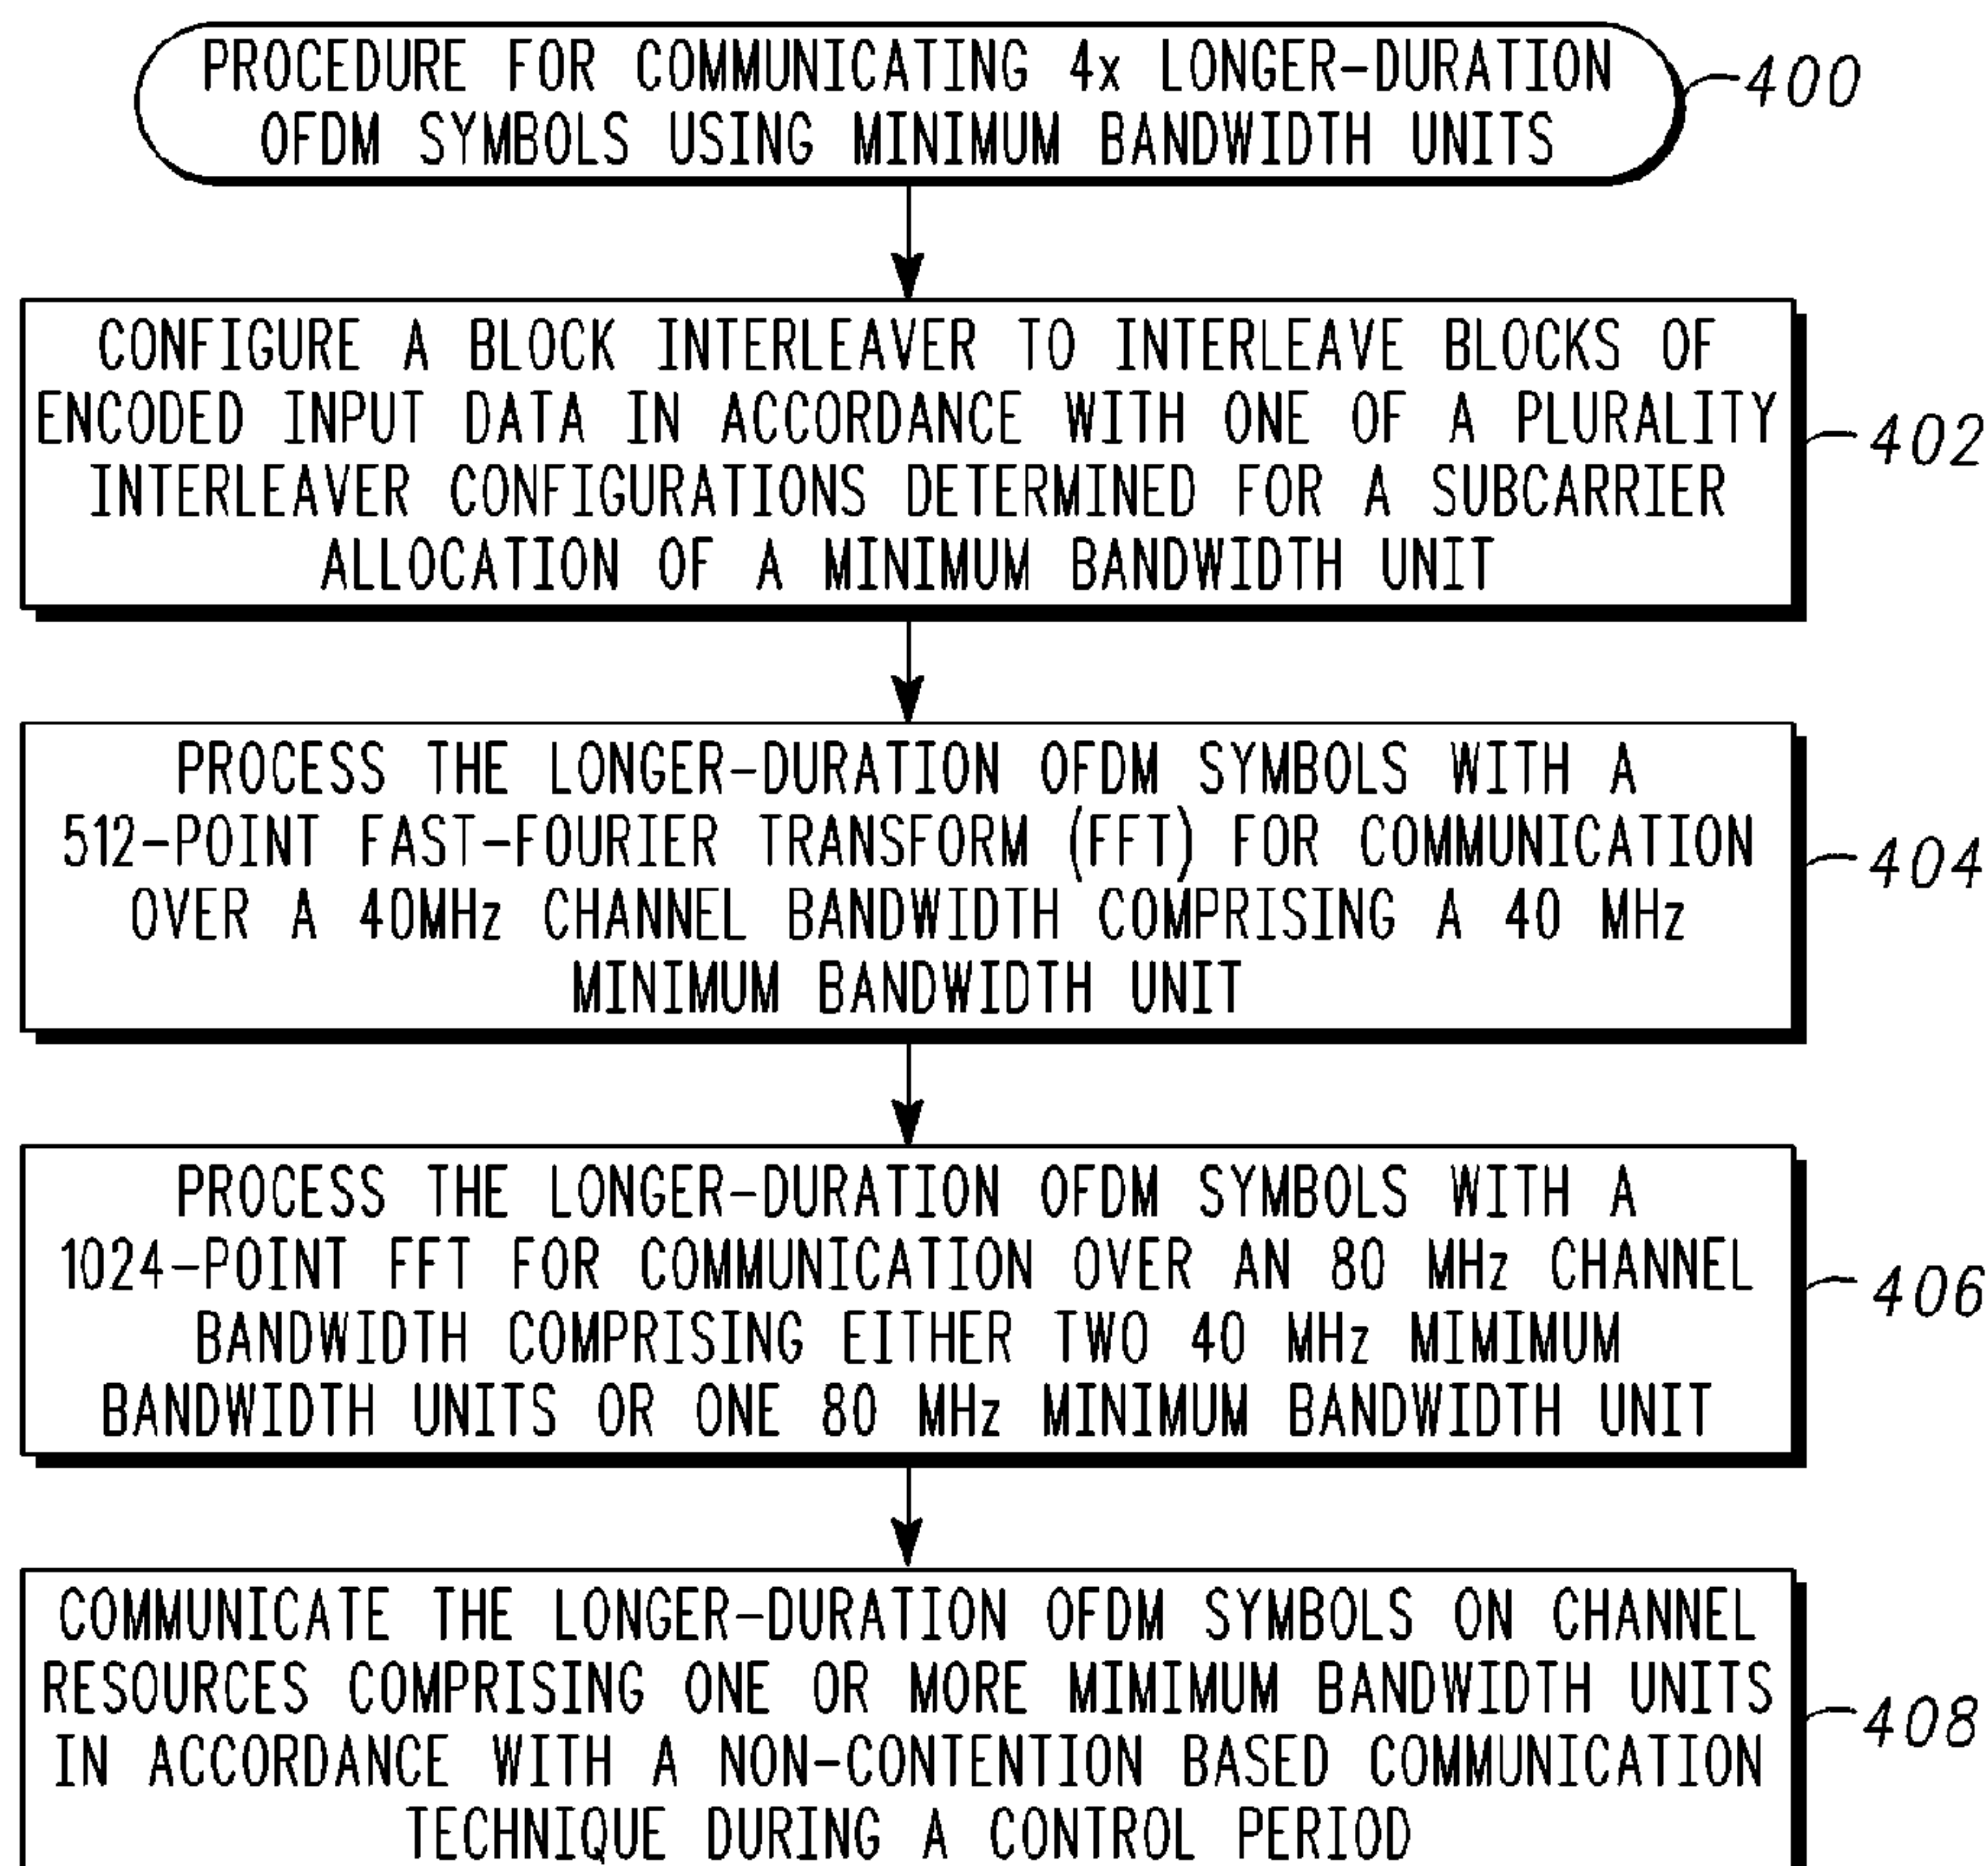 PROCEDURE FOR COMMUNICATING 4x LONGER-DURATION
OFDM SYMBOLS USING MINIMUM BANDWIDTH UNITS
400
CONFIGURE A BLOCK INTERLEAVER TO INTERLEAVE BLOCKS OF
ENCODED INPUT DATA IN ACCORDANCE WITH ONE OF A PLURALITY
INTERLEAVER CONFIGURATIONS DETERMINED FOR A SUBCARRIER
ALLOCATION OF A MINIMUM BANDWIDTH UNIT
402
PROCESS THE LONGER-DURATION OFDM SYMBOLS WITH A
512-POINT FAST-FOURIER TRANSFORM (FFT) FOR COMMUNICATION
OVER A 40MHz CHANNEL BANDWIDTH COMPRISING A 40 MHz
MINIMUM BANDWIDTH UNIT
404
PROCESS THE LONGER-DURATION OFDM SYMBOLS WITH A
1024-POINT FFT FOR COMMUNICATION OVER AN 80 MHz CHANNEL
BANDWIDTH COMPRISING EITHER TWO 40 MHz MIMIMUM
BANDWIDTH UNITS OR ONE 80 MHz MINIMUM BANDWIDTH UNIT
406
COMMUNICATE THE LONGER-DURATION OFDM SYMBOLS ON CHANNEL
RESOURCES COMPRISING ONE OR MORE MIMIMUM BANDWIDTH UNITS
IN ACCORDANCE WITH A NON-CONTENTION BASED COMMUNICATION
TECHNIQUE DURING A CONTROL PERIOD
408